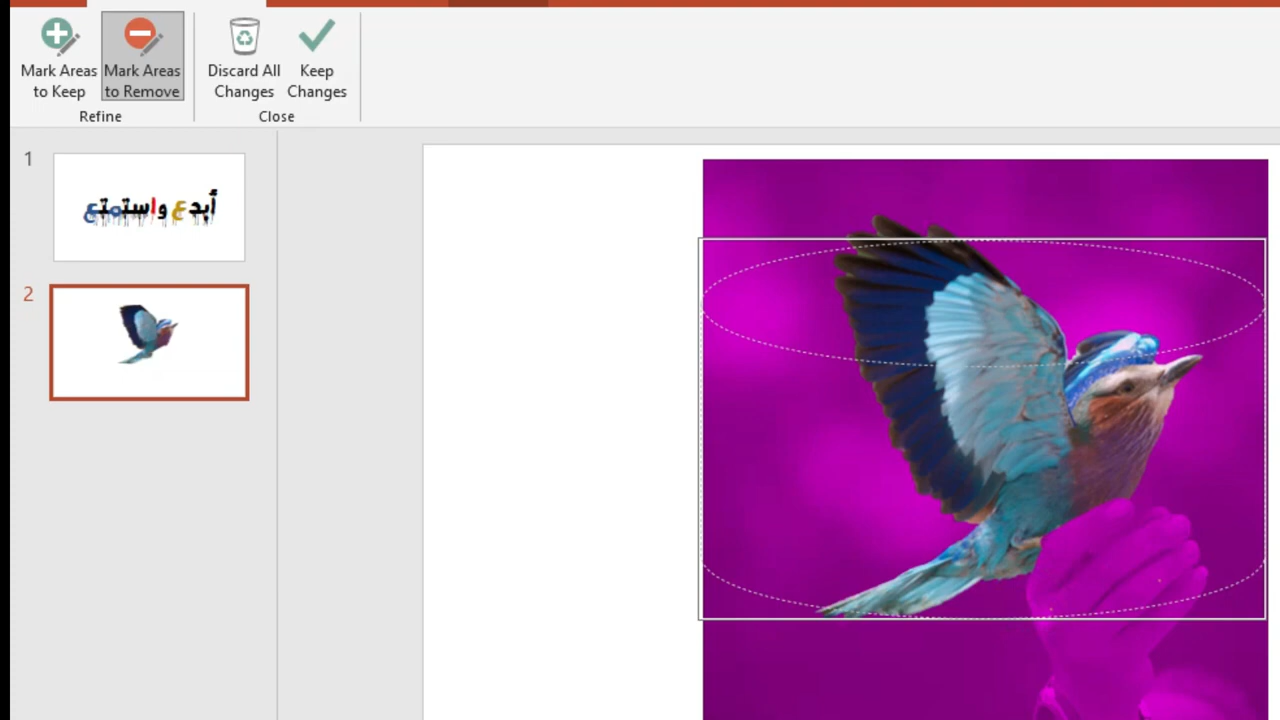 Mark Areas to Keep
Mark Areas to Remove
Discard All Changes
Keep Changes
Refine
Close
1
أبدع واستمتع
2